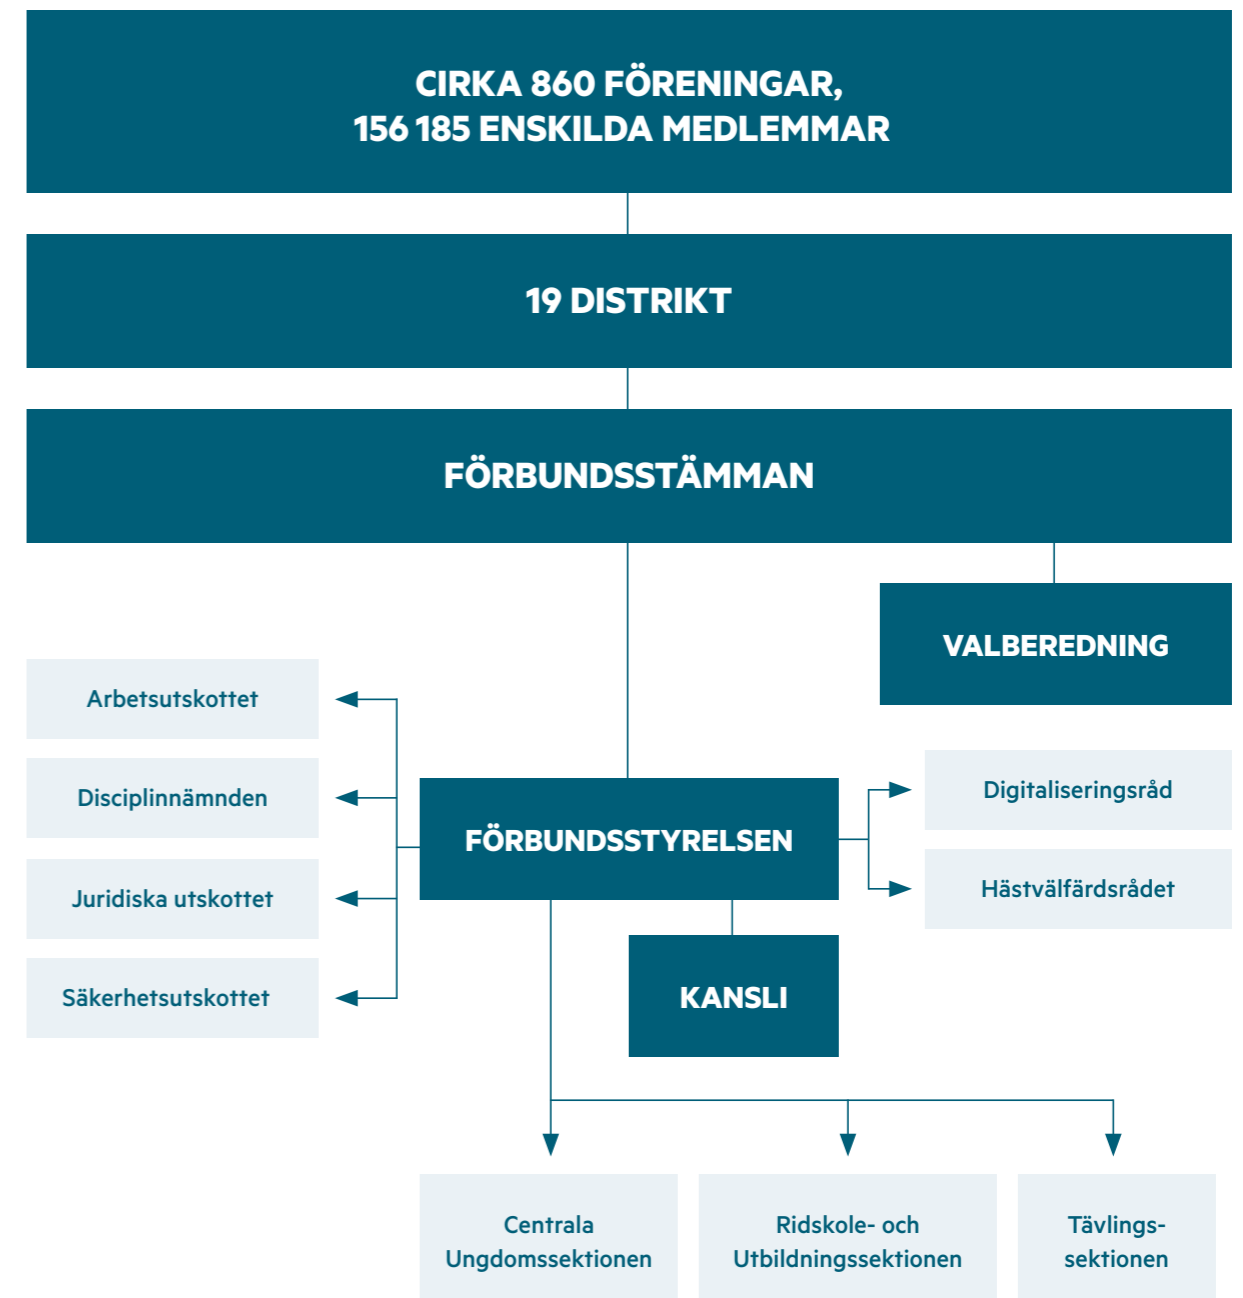 CIRKA 860 FÖRENINGAR,
156 185 ENSKILDA MEDLEMMAR
19 DISTRIKT
FÖRBUNDSSTÄMMAN
VALBEREDNING
Arbetsutskottet
Disciplinnämnden
Juridiska utskottet
Säkerhetsutskottet
FÖRBUNDSSTYRELSEN
Digitaliseringsråd
Hästvälfärdsrådet
KANSLI
Centrala
Ungdomssektionen
Ridskole- och
Utbildningssektionen
Tävlings-
sektionen